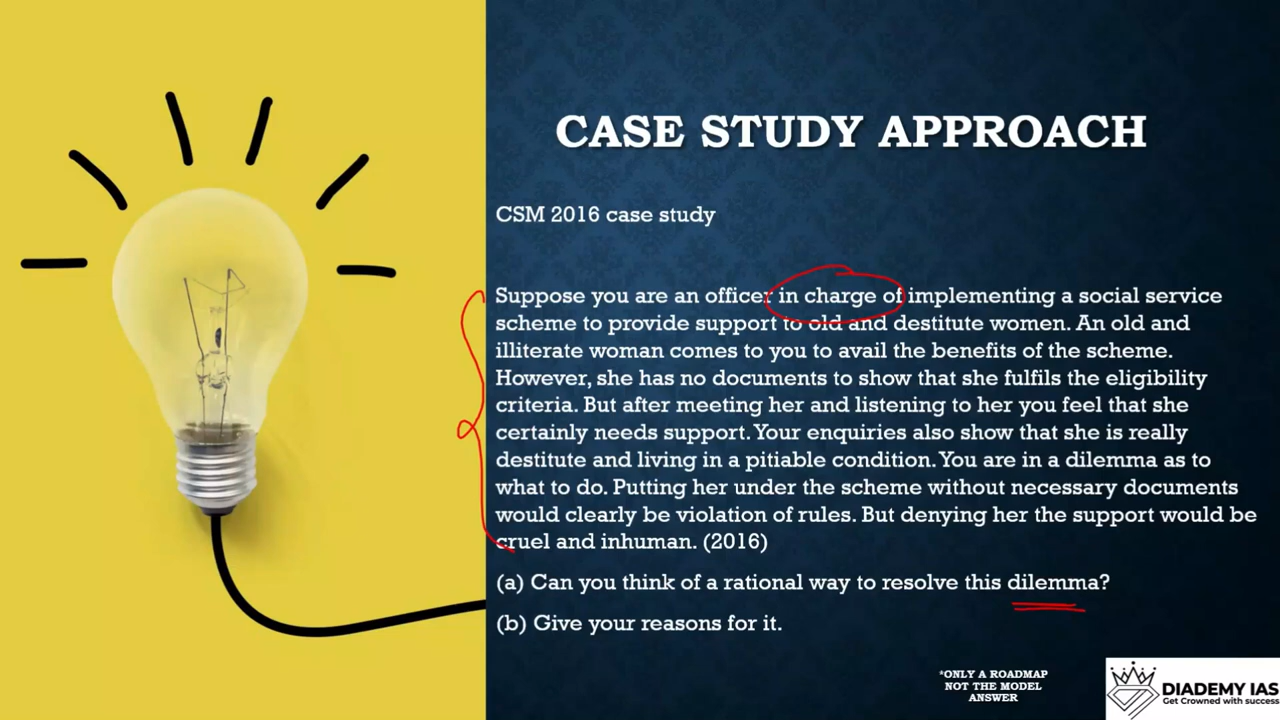 CASE STUDY APPROACH
CSM 2016 case study
Suppose you are an officer in charge of implementing a social service
scheme to provide support to old and destitute women. An old and
illiterate woman comes to you to avail the benefits of the scheme.
However, she has no documents to show that she fulfils the eligibility
criteria. But after meeting her and listening to her you feel that she
certainly needs support. Your enquiries also show that she is really
destitute and living in a pitiable condition. You are in a dilemma as to
what to do. Putting her under the scheme without necessary documents
would clearly be violation of rules. But denying her the support would be
cruel and inhuman. (2016)
(a) Can you think of a rational way to resolve this dilemma?
(b) Give your reasons for it.
*ONLY A ROADMAP
NOT THE MODEL
ANSWER
DIADEMY IAS
Get Crowned with success